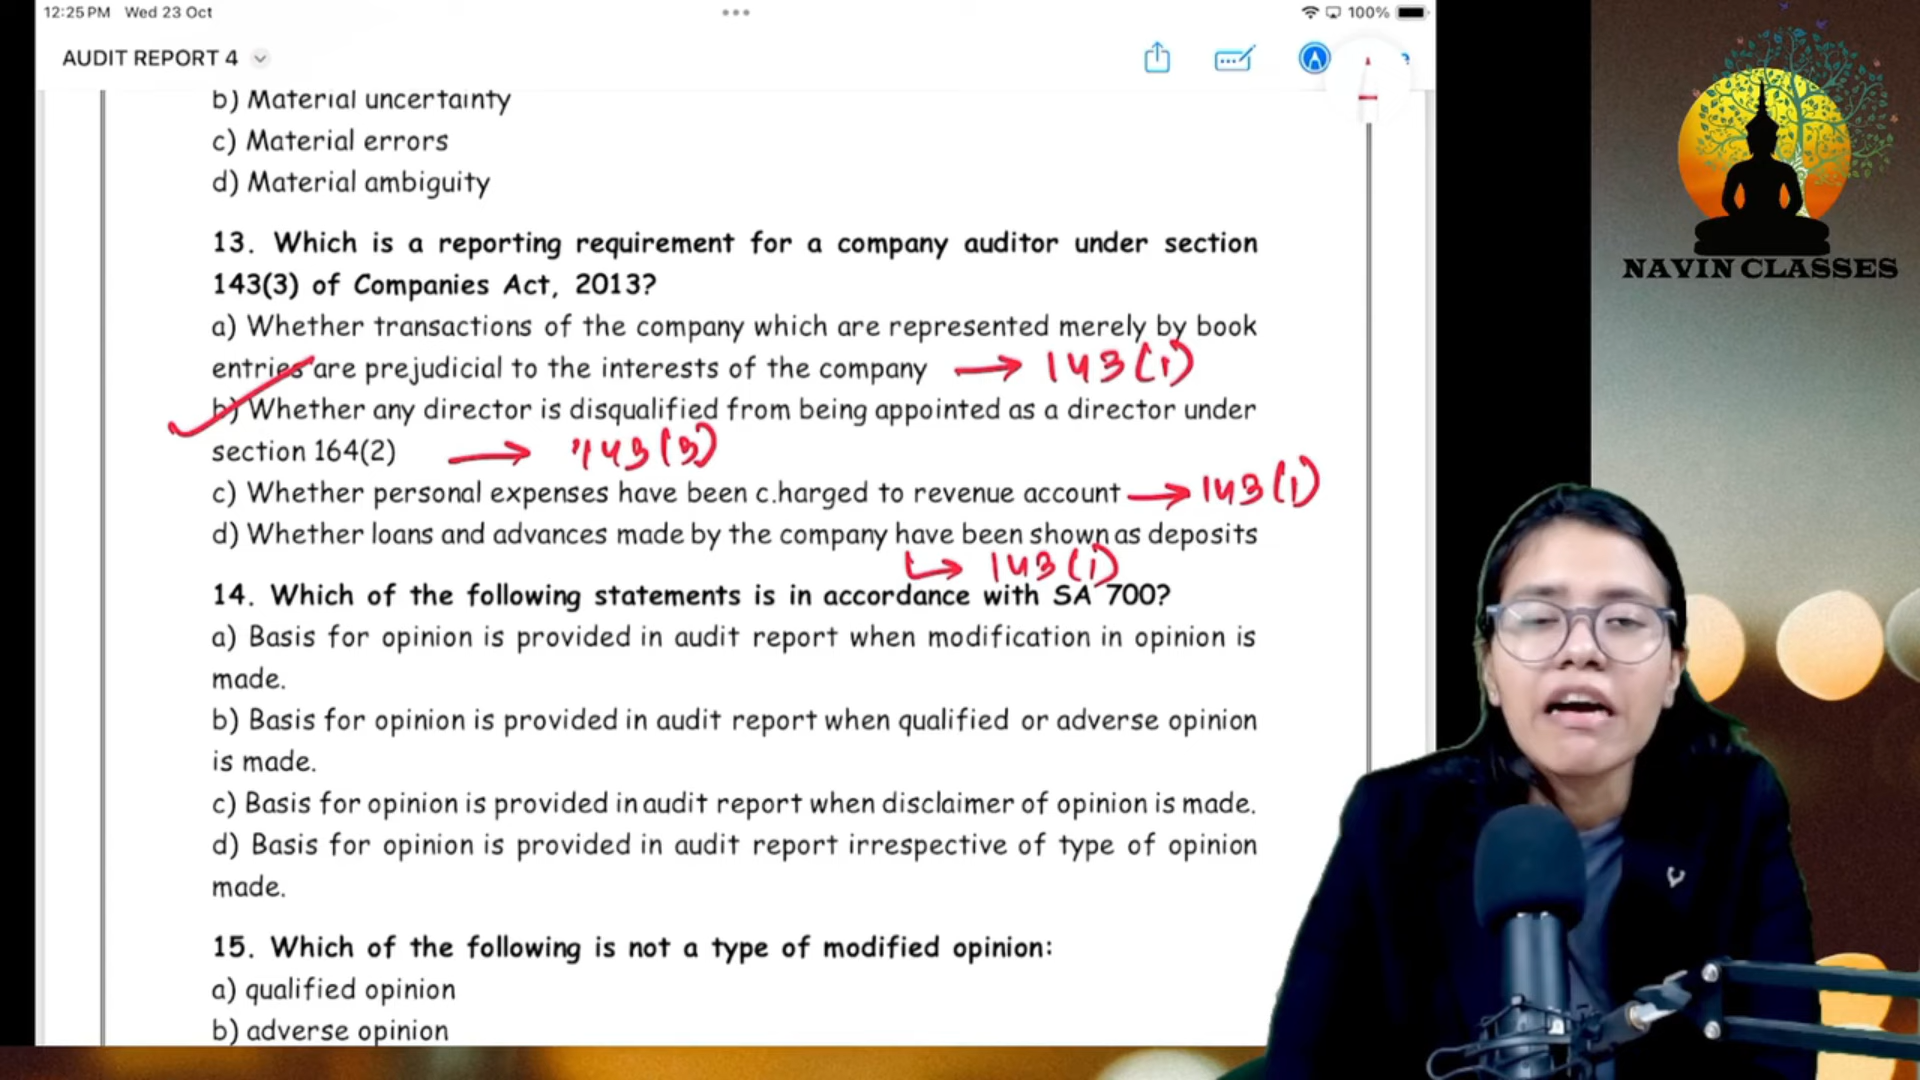 12:25 PM Wed 23 Oct
100%
AUDIT REPORT 4
b) Material uncertainty
c) Material errors
d) Material ambiguity
13. Which is a reporting requirement for a company auditor under section
143(3) of Companies Act, 2013?
a) Whether transactions of the company which are represented merely by book
entries are prejudicial to the interests of the company → 143(1)
b) Whether any director is disqualified from being appointed as a director under
section 164(2) → 143(3)
c) Whether personal expenses have been c.harged to revenue account → 143(1)
d) Whether loans and advances made by the company have been shown as deposits
→ 143(1)
14. Which of the following statements is in accordance with SA 700?
a) Basis for opinion is provided in audit report when modification in opinion is
made.
b) Basis for opinion is provided in audit report when qualified or adverse opinion
is made.
c) Basis for opinion is provided in audit report when disclaimer of opinion is made.
d) Basis for opinion is provided in audit report irrespective of type of opinion
made.
15. Which of the following is not a type of modified opinion:
a) qualified opinion
b) adverse opinion
NAVIN CLASSES